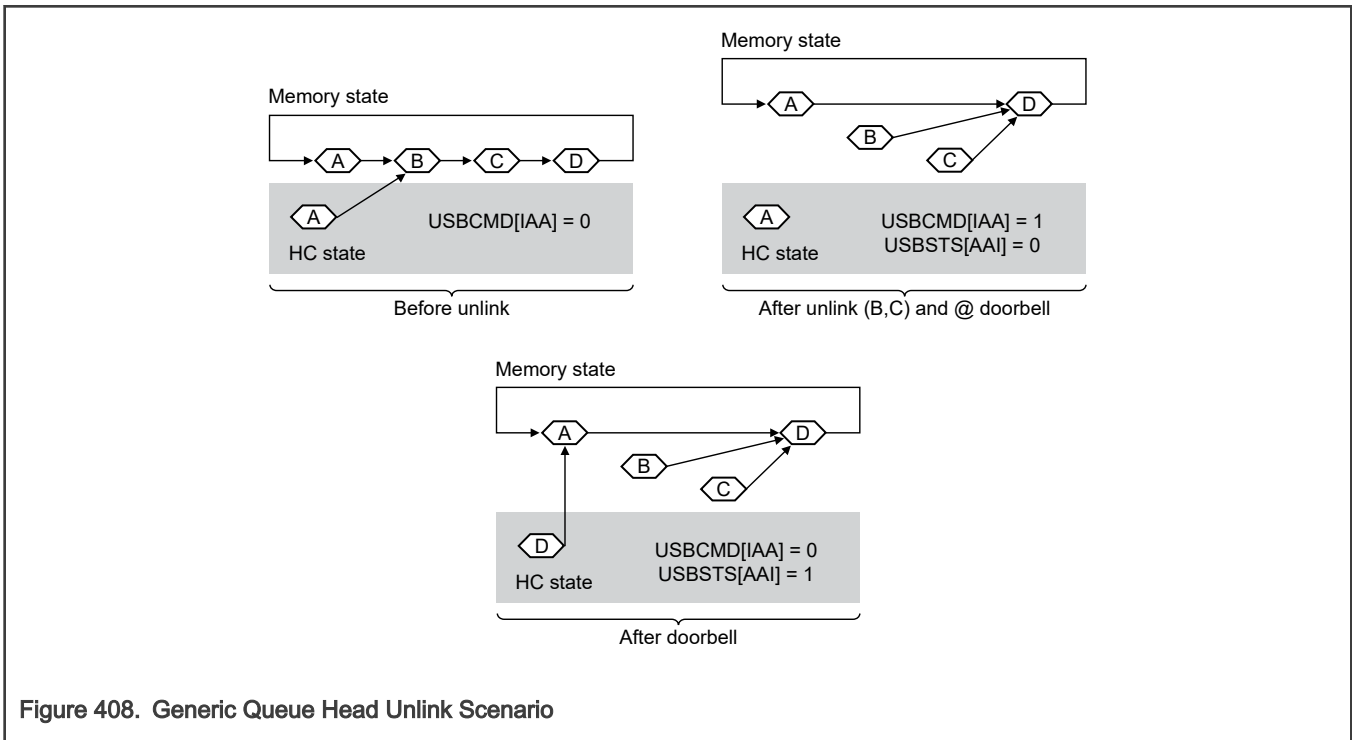 Memory state
A
B
C
D
A
USBCMD[IAA] = 0
HC state
Before unlink
Memory state
A
D
B
C
A
USBCMD[IAA] = 1
USBSTS[AAI] = 0
HC state
After unlink (B,C) and @ doorbell
Memory state
A
D
B
C
D
USBCMD[IAA] = 0
USBSTS[AAI] = 1
HC state
After doorbell
Figure 408. Generic Queue Head Unlink Scenario